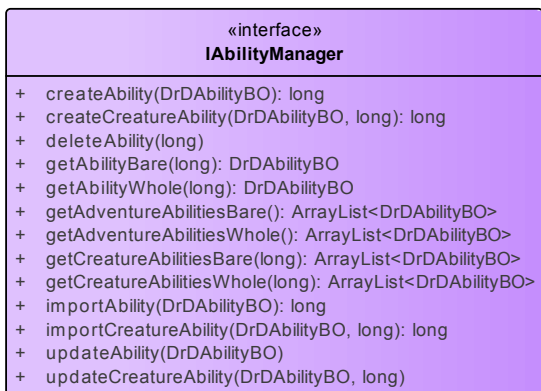 «interface»
IAbilityManager
+ createAbility(DrDAbilityBO): long
+ createCreatureAbility(DrDAbilityBO, long): long
+ deleteAbility(long)
+ getAbilityBare(long): DrDAbilityBO
+ getAbilityWhole(long): DrDAbilityBO
+ getAdventureAbilitiesBare(): ArrayList<DrDAbilityBO>
+ getAdventureAbilitiesWhole(): ArrayList<DrDAbilityBO>
+ getCreatureAbilitiesBare(long): ArrayList<DrDAbilityBO>
+ getCreatureAbilitiesWhole(long): ArrayList<DrDAbilityBO>
+ importAbility(DrDAbilityBO): long
+ importCreatureAbility(DrDAbilityBO, long): long
+ updateAbility(DrDAbilityBO)
+ updateCreatureAbility(DrDAbilityBO, long)